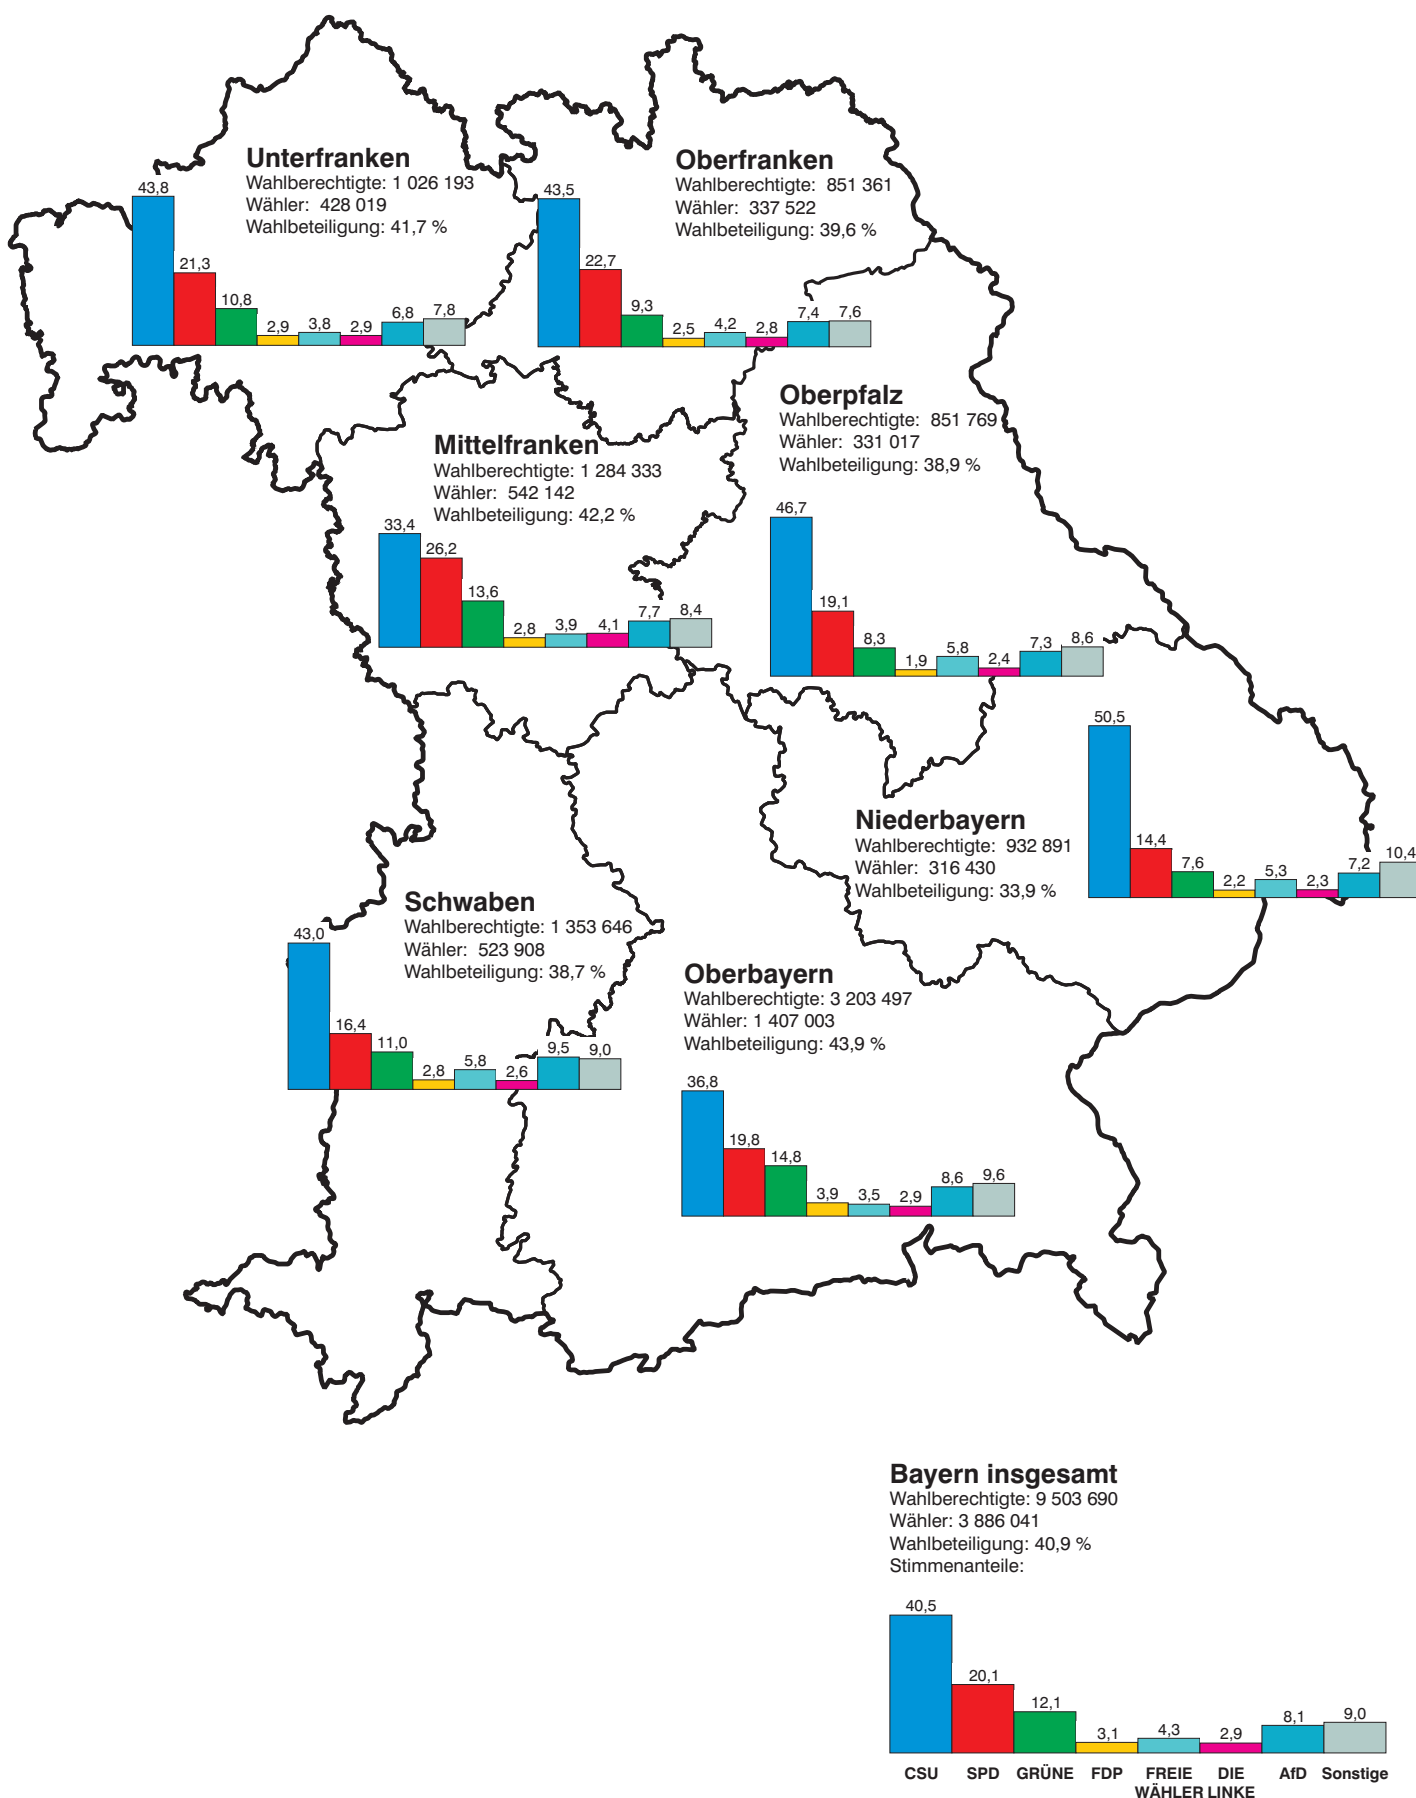 Unterfranken
Wahlberechtigte: 1 026 193
Wähler: 428 019
Wahlbeteiligung: 41,7 %
43,8
21,3
10,8
2,9
3,8
2,9
6,8
7,8
Oberfranken
Wahlberechtigte: 851 361
Wähler: 337 522
Wahlbeteiligung: 39,6 %
43,5
22,7
9,3
2,5
4,2
2,8
7,4
7,6
Oberpfalz
Wahlberechtigte: 851 769
Wähler: 331 017
Wahlbeteiligung: 38,9 %
46,7
19,1
8,3
1,9
5,8
2,4
7,3
8,6
Mittelfranken
Wahlberechtigte: 1 284 333
Wähler: 542 142
Wahlbeteiligung: 42,2 %
33,4
26,2
13,6
2,8
3,9
4,1
7,7
8,4
Niederbayern
Wahlberechtigte: 932 891
Wähler: 316 430
Wahlbeteiligung: 33,9 %
50,5
14,4
7,6
2,2
5,3
2,3
7,2
10,4
Schwaben
Wahlberechtigte: 1 353 646
Wähler: 523 908
Wahlbeteiligung: 38,7 %
43,0
16,4
11,0
2,8
5,8
2,6
9,5
9,0
Oberbayern
Wahlberechtigte: 3 203 497
Wähler: 1 407 003
Wahlbeteiligung: 43,9 %
36,8
19,8
14,8
3,9
3,5
2,9
8,6
9,6
Bayern insgesamt
Wahlberechtigte: 9 503 690
Wähler: 3 886 041
Wahlbeteiligung: 40,9 %
Stimmenanteile:
40,5
20,1
12,1
3,1
4,3
2,9
8,1
9,0
CSU SPD GRÜNE FDP FREIE DIE AfD Sonstige
WÄHLER LINKE